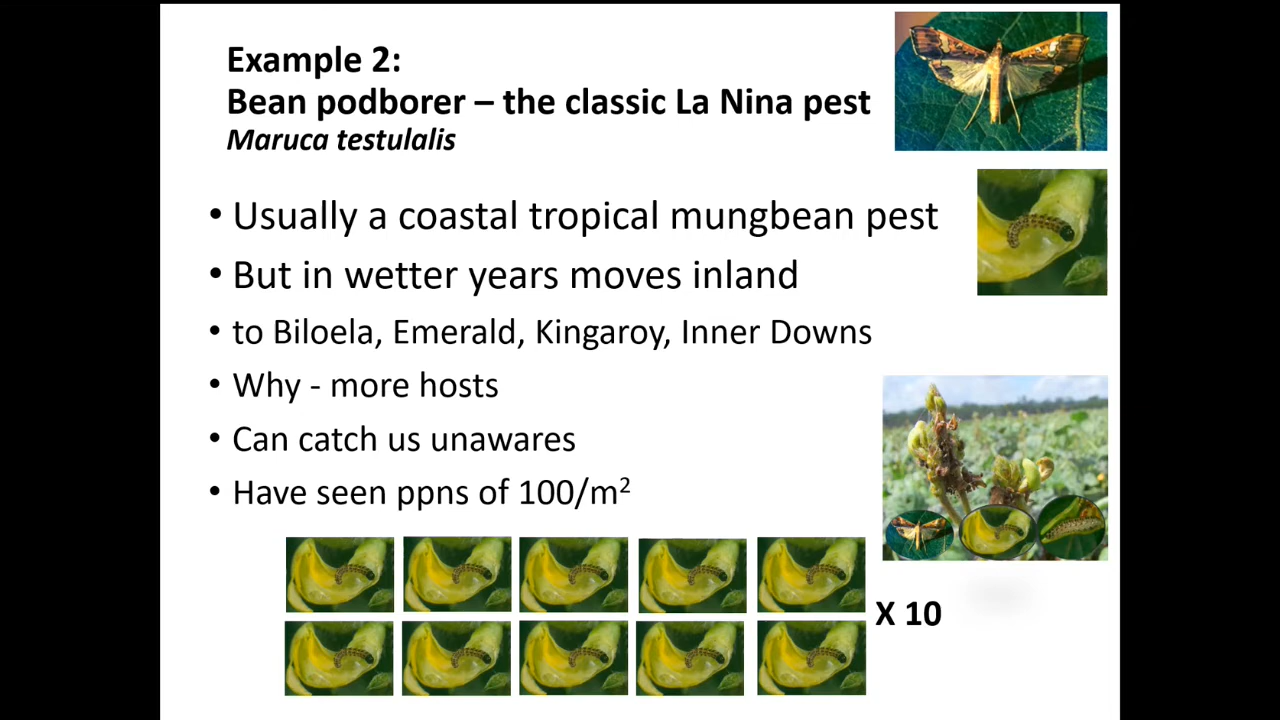 Example 2:
Bean podborer – the classic La Nina pest
Maruca testulalis
• Usually a coastal tropical mungbean pest
• But in wetter years moves inland
• to Biloela, Emerald, Kingaroy, Inner Downs
• Why - more hosts
• Can catch us unawares
• Have seen ppns of 100/m²
X 10